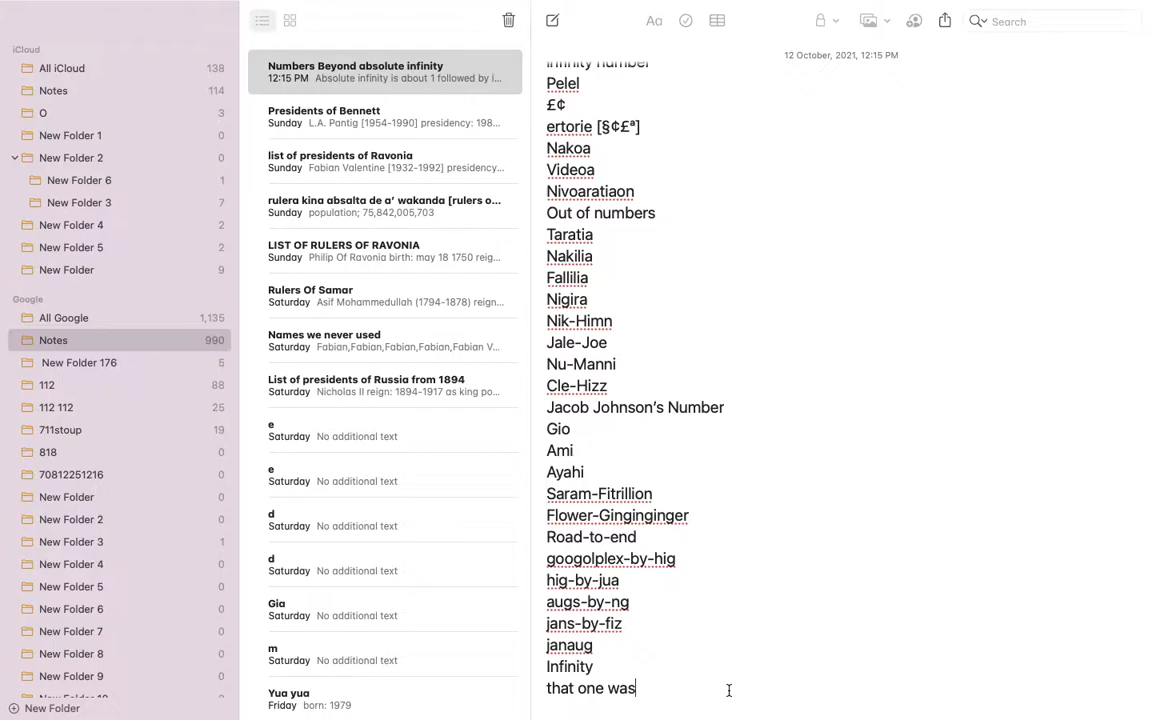 iCloud
All iCloud 138
Notes 114
O 3
New Folder 1 0
New Folder 2 0
New Folder 6 1
New Folder 3 7
New Folder 4 2
New Folder 5 2
New Folder 9
Google
All Google 1,135
Notes 990
New Folder 176 5
112 88
112 112 25
711stoup 19
818 0
70812251216 0
New Folder 0
New Folder 2 0
New Folder 3 1
New Folder 4 0
New Folder 5 0
New Folder 6 0
New Folder 7 0
New Folder 8 0
New Folder 9 0
New Folder
Numbers Beyond absolute infinity
12:15 PM Absolute infinity is about 1 followed by i...
Presidents of Bennett
Sunday L.A. Pantig [1954-1990] presidency: 198...
list of presidents of Ravonia
Sunday Fabian Valentine [1932-1992] presidency...
rulera kina absalta de a’ wakanda [rulers o...
Sunday population; 75,842,005,703
LIST OF RULERS OF RAVONIA
Sunday Philip Of Ravonia birth: may 18 1750 reig...
Rulers Of Samar
Saturday Asif Mohammedullah (1794-1878) reign...
Names we never used
Saturday Fabian,Fabian,Fabian,Fabian,Fabian V...
List of presidents of Russia from 1894
Saturday Nicholas II reign: 1894-1917 as king po...
e
Saturday No additional text
e
Saturday No additional text
d
Saturday No additional text
d
Saturday No additional text
Gia
Saturday No additional text
m
Saturday No additional text
Yua yua
Friday born: 1979
Aa
Search
12 October, 2021, 12:15 PM
infinity number
Pelel
£¢
ertorie [§¢£ª]
Nakoa
Videoa
Nivoaratiaon
Out of numbers
Taratia
Nakilia
Fallilia
Nigira
Nik-Himn
Jale-Joe
Nu-Manni
Cle-Hizz
Jacob Johnson’s Number
Gio
Ami
Ayahi
Saram-Fitrillion
Flower-Ginginginger
Road-to-end
googolplex-by-hig
hig-by-jua
augs-by-ng
jans-by-fiz
janaug
Infinity
that one was